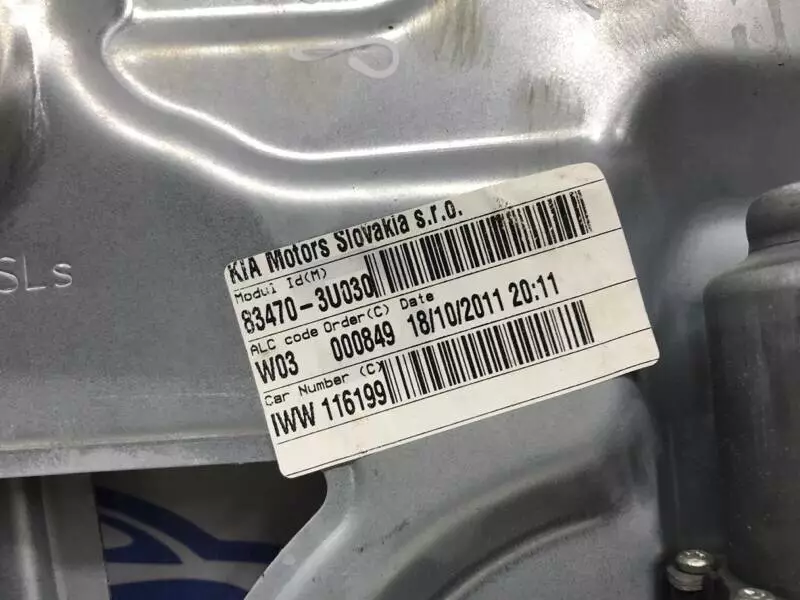 KIA Motors Slovakia s.r.o.
Modul Id(M)
83470-3U030
ALC code Order(C) Date
W03 000849 18/10/2011 20:11
Car Number (C)
IWW 116199
SLs